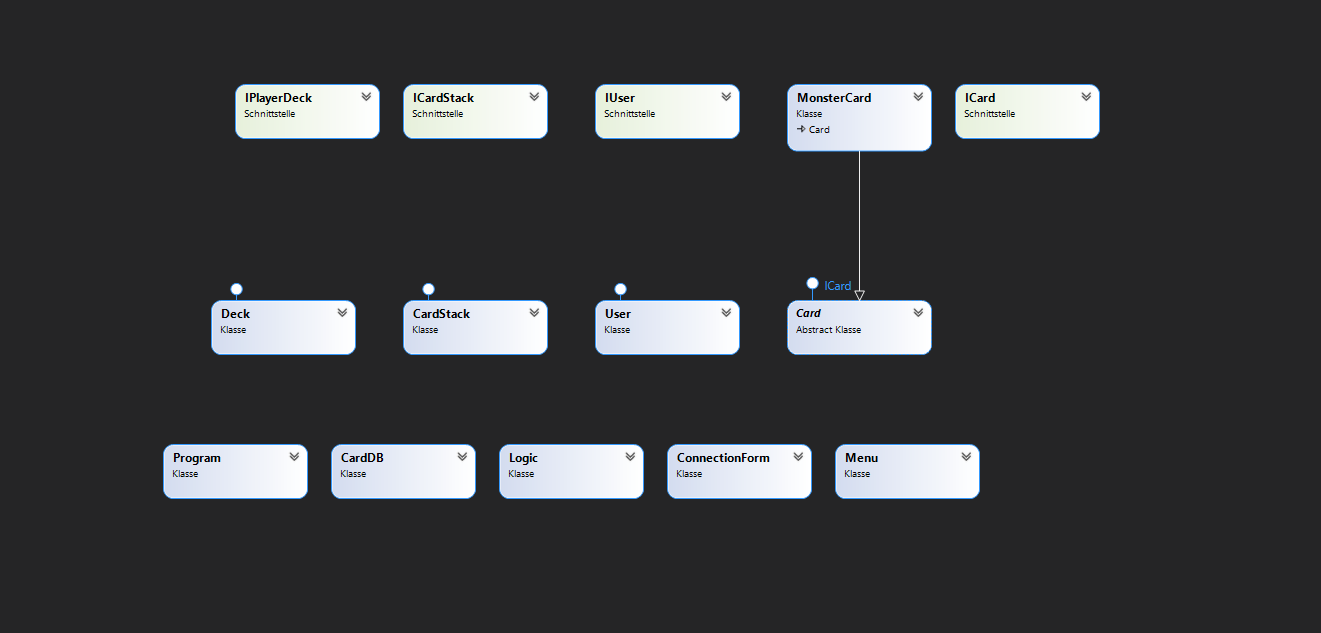 IPlayerDeck
Schnittstelle
ICardStack
Schnittstelle
IUser
Schnittstelle
MonsterCard
Klasse
Card
ICard
Schnittstelle
Deck
Klasse
CardStack
Klasse
User
Klasse
ICard
Card
Abstract Klasse
Program
Klasse
CardDB
Klasse
Logic
Klasse
ConnectionForm
Klasse
Menu
Klasse